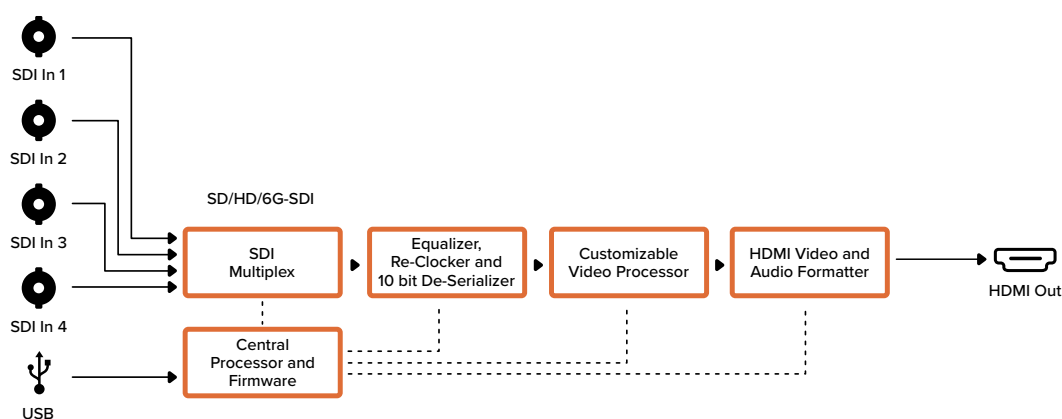 SDI In 1
SDI In 2
SDI In 3
SDI In 4
USB
SD/HD/6G-SDI
SDI
Multiplex
Equalizer,
Re-Clocker and
10 bit De-Serializer
Customizable
Video Processor
HDMI Video and
Audio Formatter
HDMI Out
Central
Processor and
Firmware